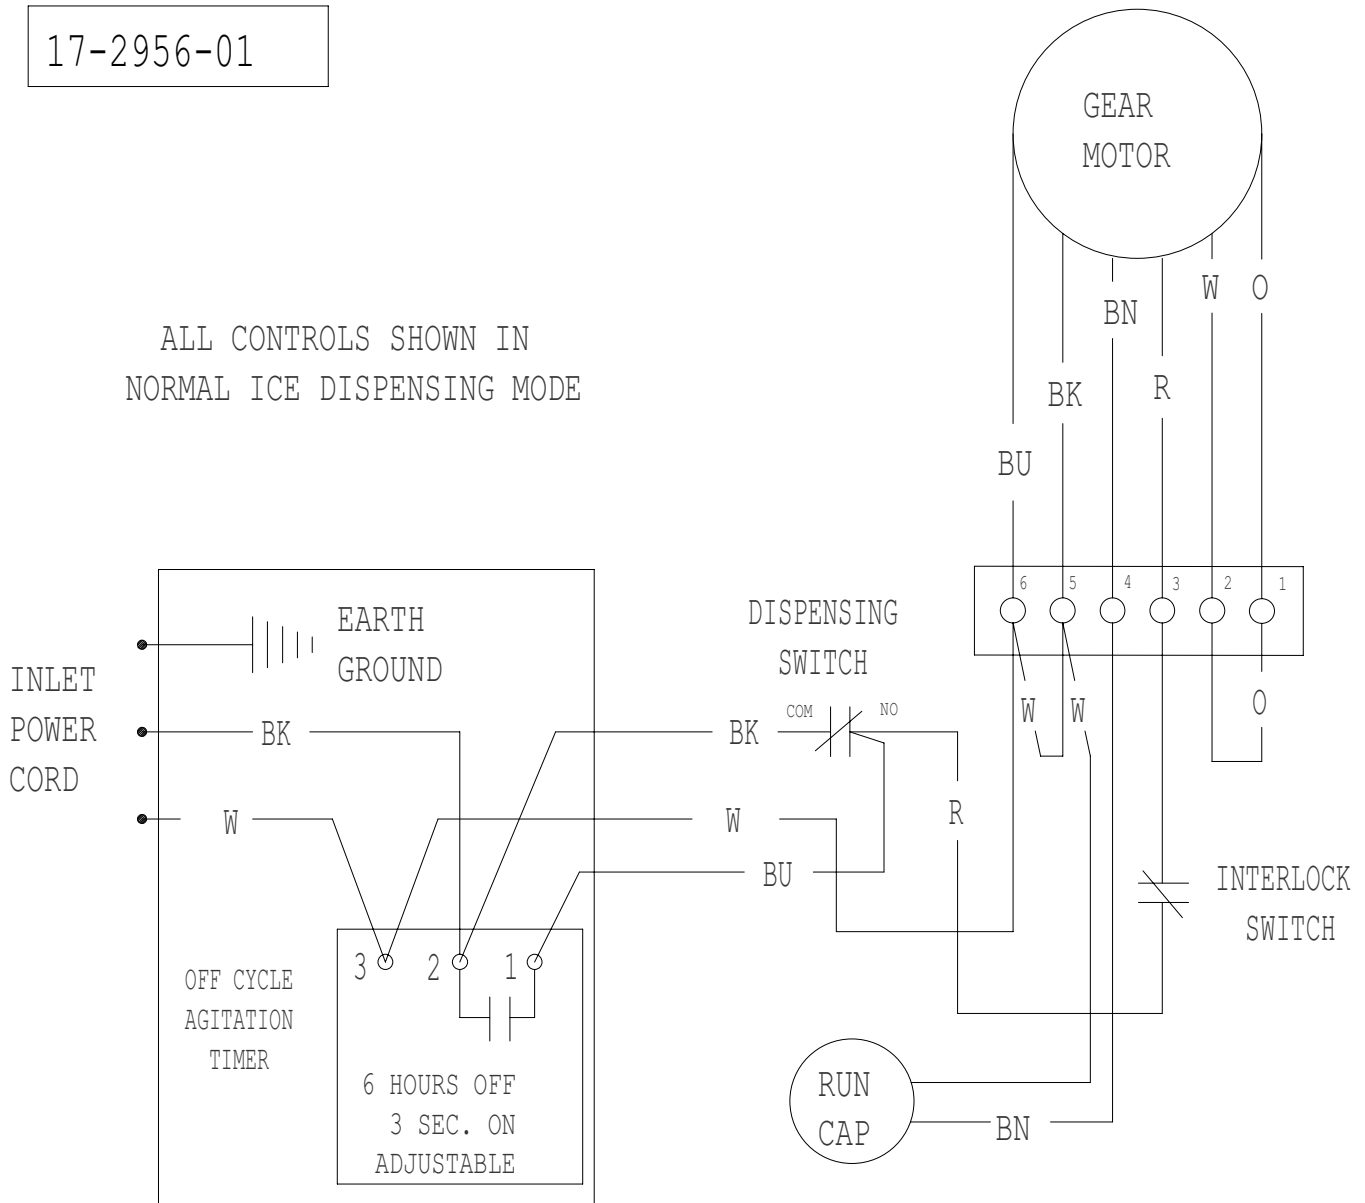 17-2956-01
GEAR
MOTOR
W O
BN
ALL CONTROLS SHOWN IN
NORMAL ICE DISPENSING MODE
BK
R
BU
6 5 4 3 2 1
EARTH
GROUND
DISPENSING
SWITCH
INLET
POWER
CORD
COM NO
W W O
BK
BK
W
W
R
BU
INTERLOCK
SWITCH
3 2 1
OFF CYCLE
AGITATION
TIMER
6 HOURS OFF
3 SEC. ON
ADJUSTABLE
RUN
CAP
BN